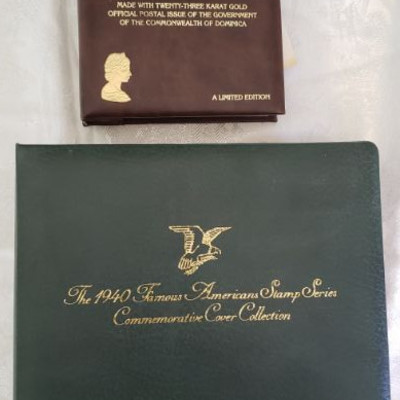 MADE WITH TWENTY-THREE KARAT GOLD
OFFICIAL POSTAL ISSUE OF THE GOVERNMENT
OF THE COMMONWEALTH OF DOMINICA
A LIMITED EDITION
The 1940 Famous Americans Stamp Series
Commemorative Cover Collection